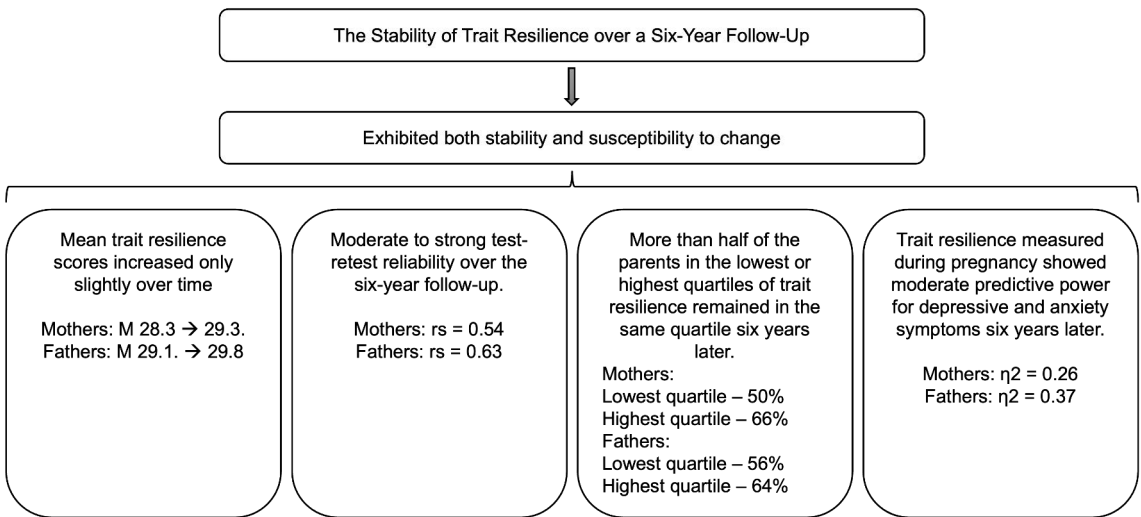 The Stability of Trait Resilience over a Six-Year Follow-Up
Exhibited both stability and susceptibility to change
Mean trait resilience
scores increased only
slightly over time
Mothers: M 28.3 → 29.3.
Fathers: M 29.1. → 29.8
Moderate to strong test-
retest reliability over the
six-year follow-up.
Mothers: rs = 0.54
Fathers: rs = 0.63
More than half of the
parents in the lowest or
highest quartiles of trait
resilience remained in the
same quartile six years
later.
Mothers:
Lowest quartile – 50%
Highest quartile – 66%
Fathers:
Lowest quartile – 56%
Highest quartile – 64%
Trait resilience measured
during pregnancy showed
moderate predictive power
for depressive and anxiety
symptoms six years later.
Mothers: η2 = 0.26
Fathers: η2 = 0.37